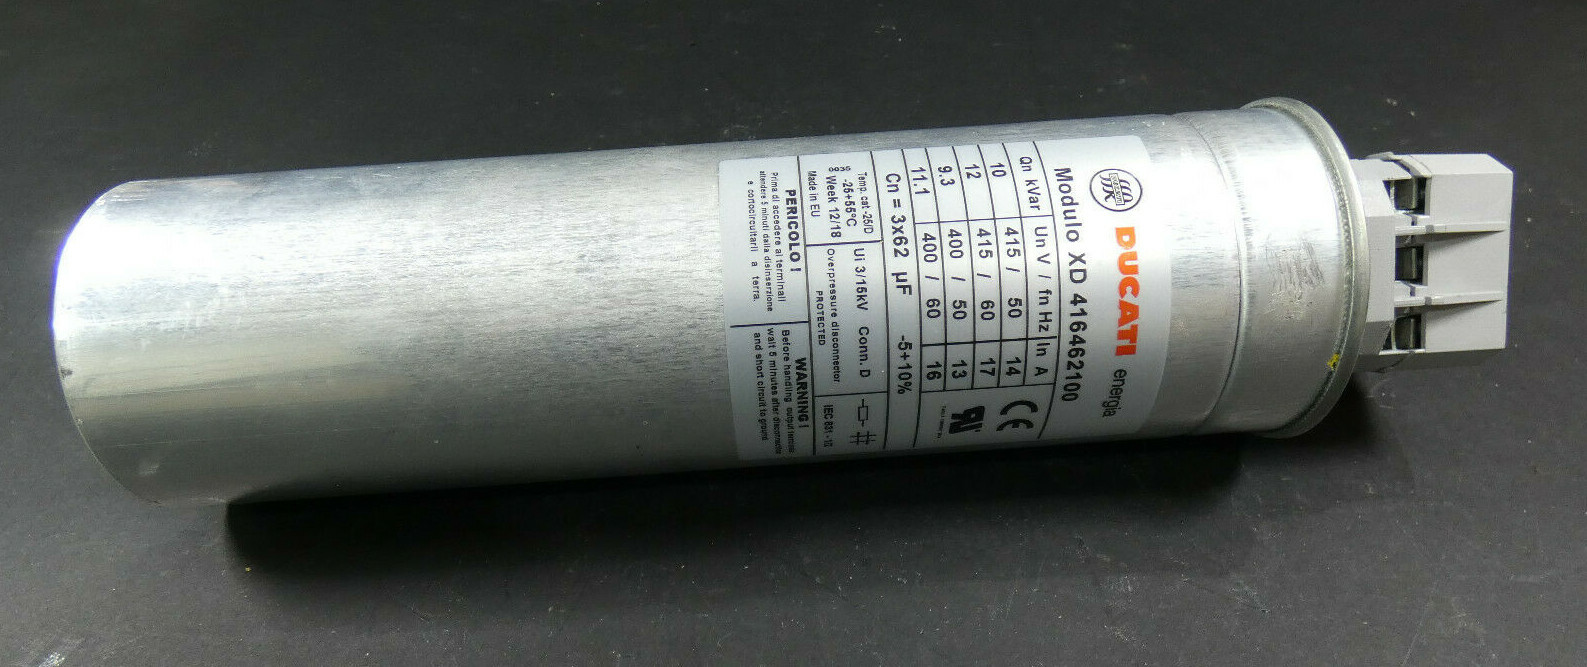 DUCATI energia
Modulo XD 416462100
Qn kVar Un V / fn Hz In A
10 415 / 50 14
12 415 / 60 17
9.3 400 / 50 13
11.1 400 / 60 16
Cn = 3x62 µF -5+10%
Temp. cat -25/D
-25+55°C
Week 12/18
Made in EU
Ui 3/15kV Conn. D
Overpressure disconnector
PROTECTED
IEC 831 - 1/2
PERICOLO !
Prima di accedere ai terminali
attendere 5 minuti dalla disinserzione
e cortocircuitarli a terra.
WARNING !
Before handling output terminals
wait 5 minutes after disconnection
and short circuit to ground
CE